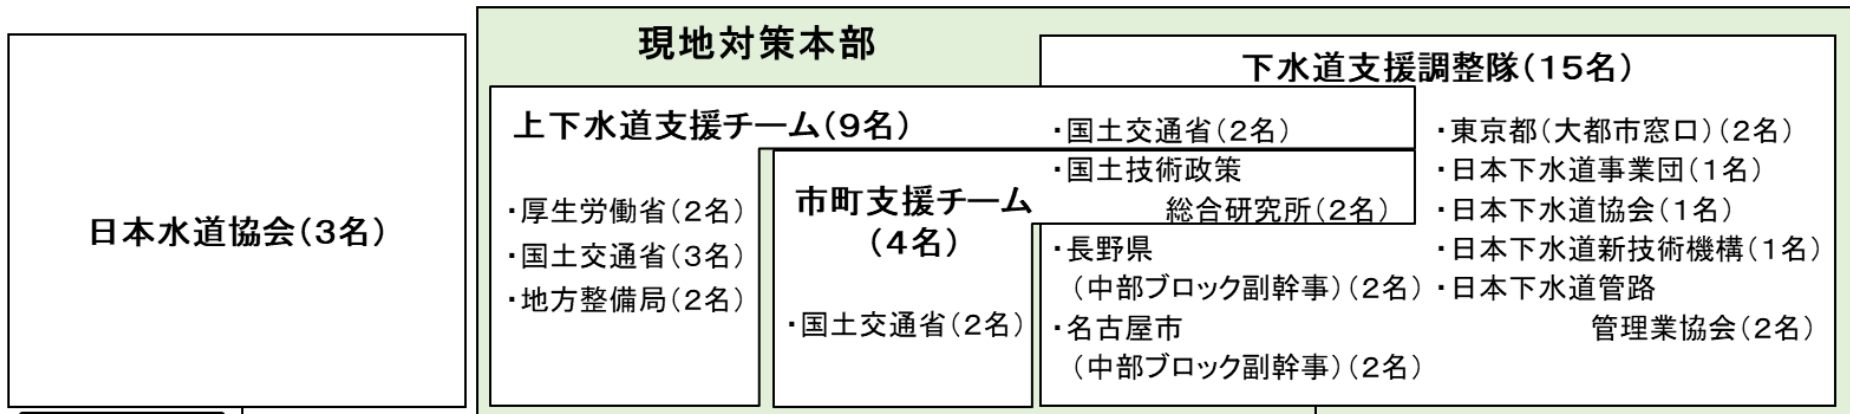 日本水道協会(3名)
現地対策本部
上下水道支援チーム(9名)
・厚生労働省(2名)
・国土交通省(3名)
・地方整備局(2名)
市町支援チーム
(4名)
・国土交通省(2名)
下水道支援調整隊(15名)
・国土交通省(2名)
・国土技術政策
総合研究所(2名)
・長野県
(中部ブロック副幹事)(2名)
・名古屋市
(中部ブロック副幹事)(2名)
・東京都(大都市窓口)(2名)
・日本下水道事業団(1名)
・日本下水道協会(1名)
・日本下水道新技術機構(1名)
・日本下水道管路
管理業協会(2名)